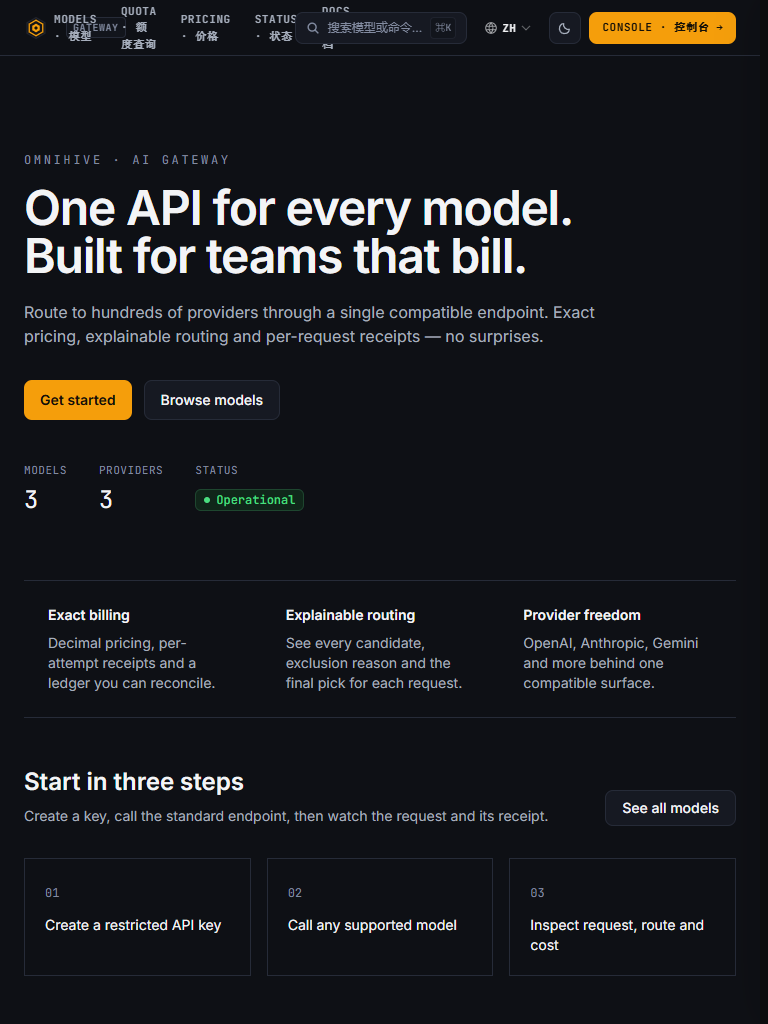 GATEWAY
MODELS · 模型
QUOTA · 额度查询
PRICING · 价格
STATUS · 状态
DOCS
搜索模型或命令... ⌘K
ZH
CONSOLE · 控制台 →
OMNIHIVE · AI GATEWAY
One API for every model.
Built for teams that bill.
Route to hundreds of providers through a single compatible endpoint. Exact
pricing, explainable routing and per-request receipts — no surprises.
Get started
Browse models
MODELS
3
PROVIDERS
3
STATUS
Operational
Exact billing
Decimal pricing, per-
attempt receipts and a
ledger you can reconcile.
Explainable routing
See every candidate,
exclusion reason and the
final pick for each request.
Provider freedom
OpenAI, Anthropic, Gemini
and more behind one
compatible surface.
Start in three steps
Create a key, call the standard endpoint, then watch the request and its receipt.
See all models
01
Create a restricted API key
02
Call any supported model
03
Inspect request, route and
cost